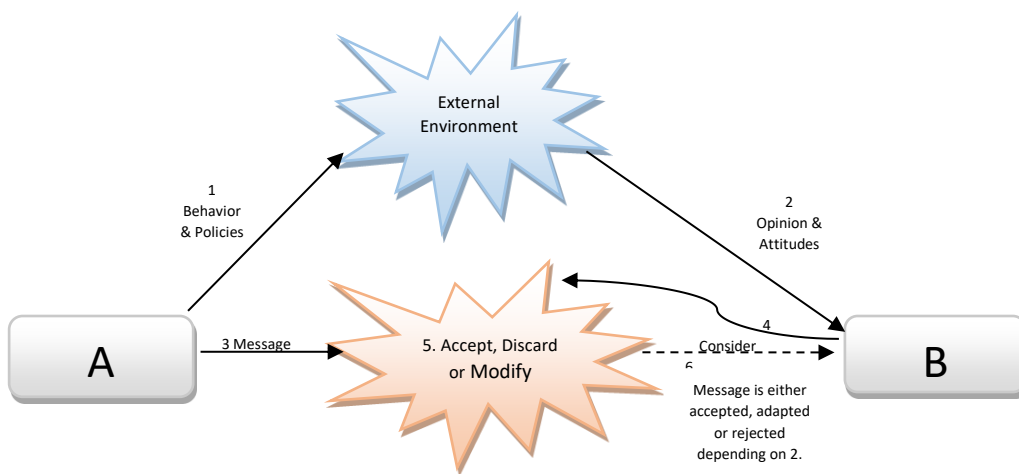 External
Environment
1
Behavior
& Policies
2
Opinion &
Attitudes
A
3 Message
5. Accept, Discard
or Modify
4
Consider
6
B
Message is either
accepted, adapted
or rejected
depending on 2.